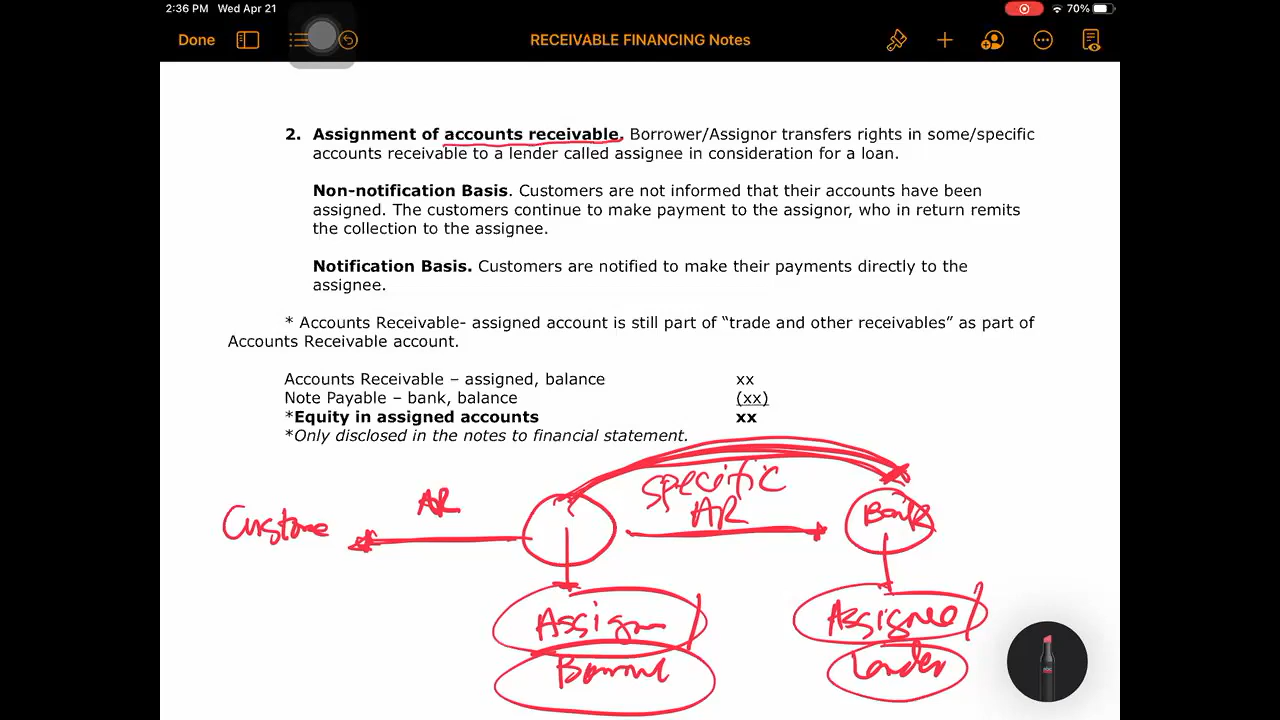 2:36 PM Wed Apr 21
70%
Done
RECEIVABLE FINANCING Notes
2. Assignment of accounts receivable. Borrower/Assignor transfers rights in some/specific
accounts receivable to a lender called assignee in consideration for a loan.
Non-notification Basis. Customers are not informed that their accounts have been
assigned. The customers continue to make payment to the assignor, who in return remits
the collection to the assignee.
Notification Basis. Customers are notified to make their payments directly to the
assignee.
* Accounts Receivable- assigned account is still part of “trade and other receivables” as part of
Accounts Receivable account.
Accounts Receivable – assigned, balance xx
Note Payable – bank, balance (xx)
*Equity in assigned accounts xx
*Only disclosed in the notes to financial statement.
AR
specific
AR
Bank
Assignee
Lender